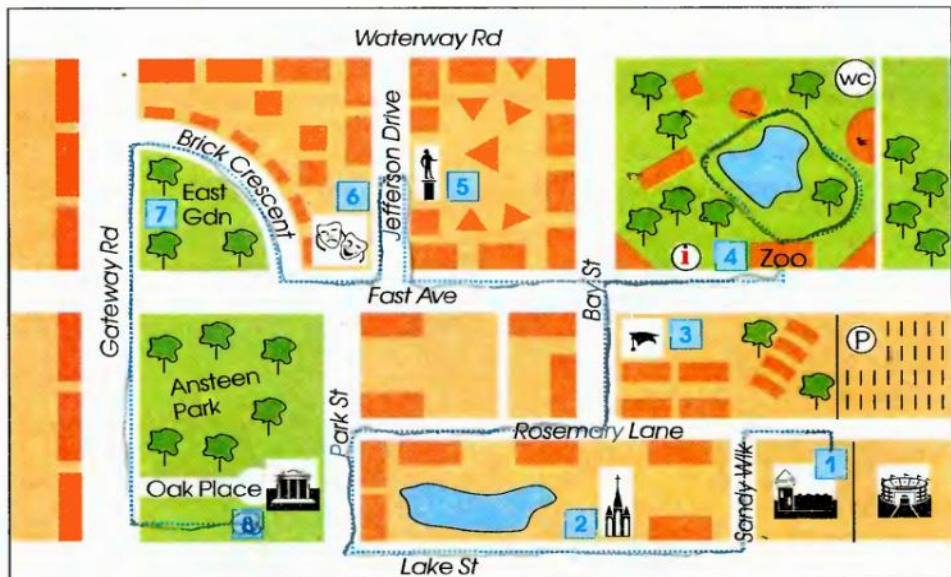 Waterway Rd
WC
Brick Crescent
Jefferson Drive
6
5
7
East
Gdn
i
4
Zoo
Gateway Rd
Fast Ave
Bay St
3
P
Ansteen
Park
Park St
Rosemary Lane
Sandy Wlk
1
Oak Place
8
2
Lake St